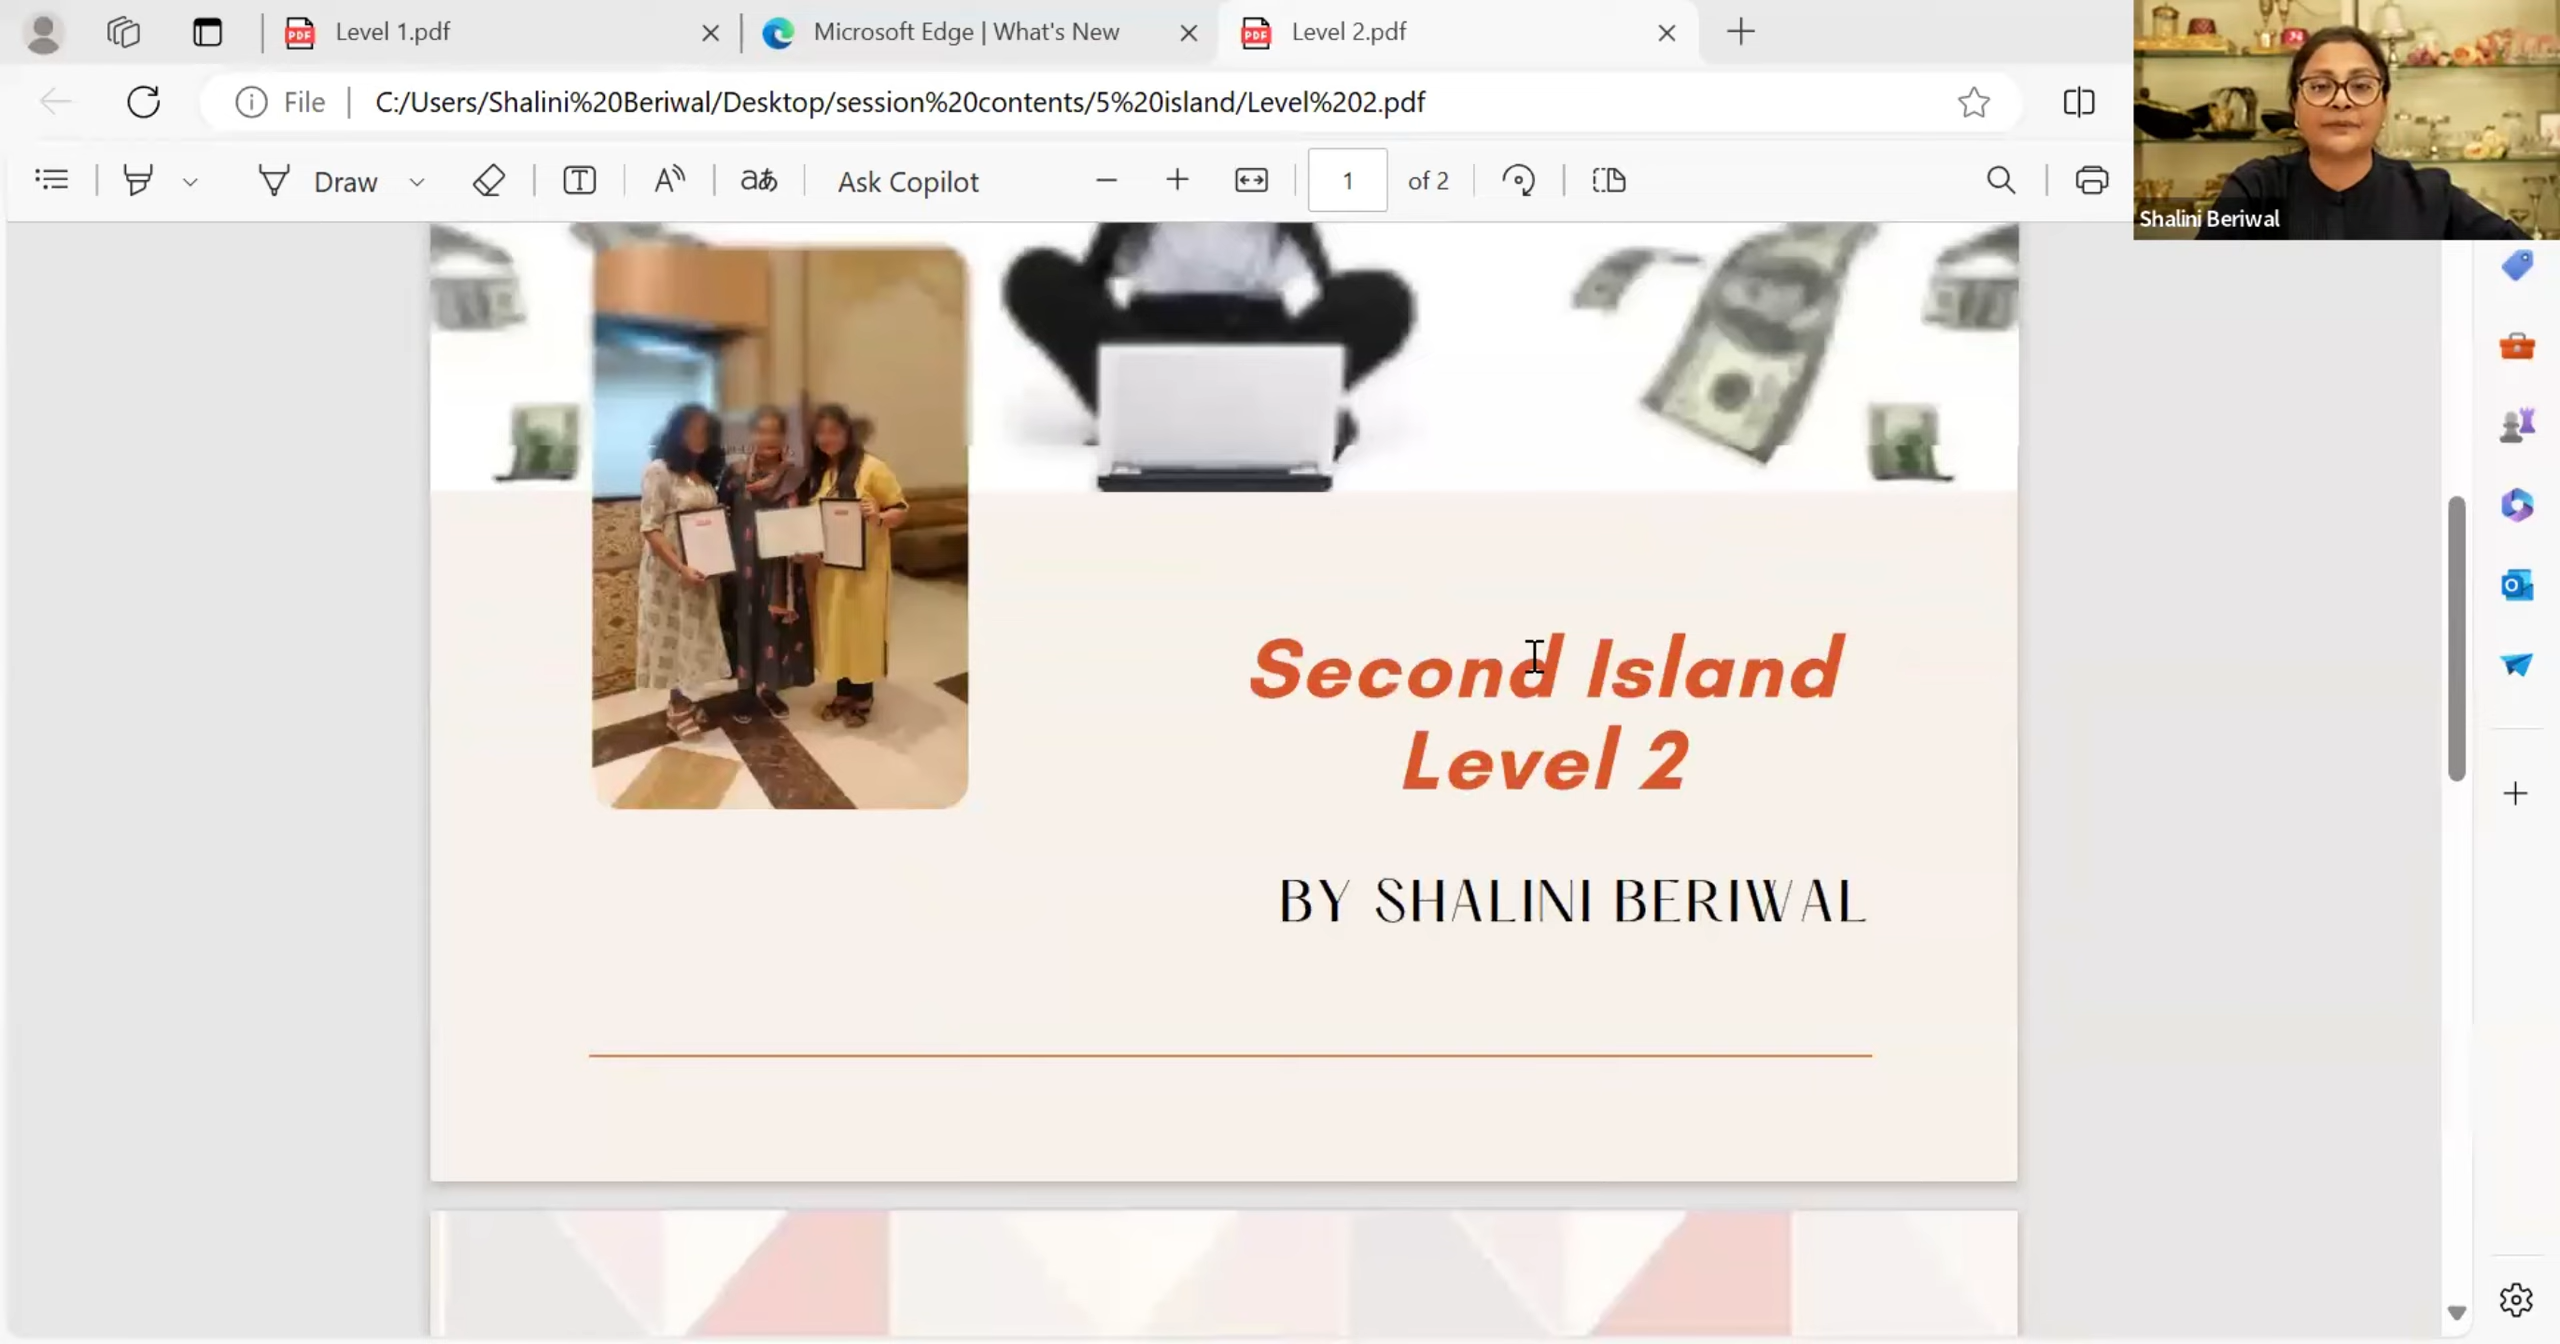 Level 1.pdf
Microsoft Edge | What's New
Level 2.pdf
File
C:/Users/Shalini%20Beriwal/Desktop/session%20contents/5%20island/Level%202.pdf
Draw
Ask Copilot
1 of 2
Shalini Beriwal
Second Island
Level 2
BY SHALINI BERIWAL